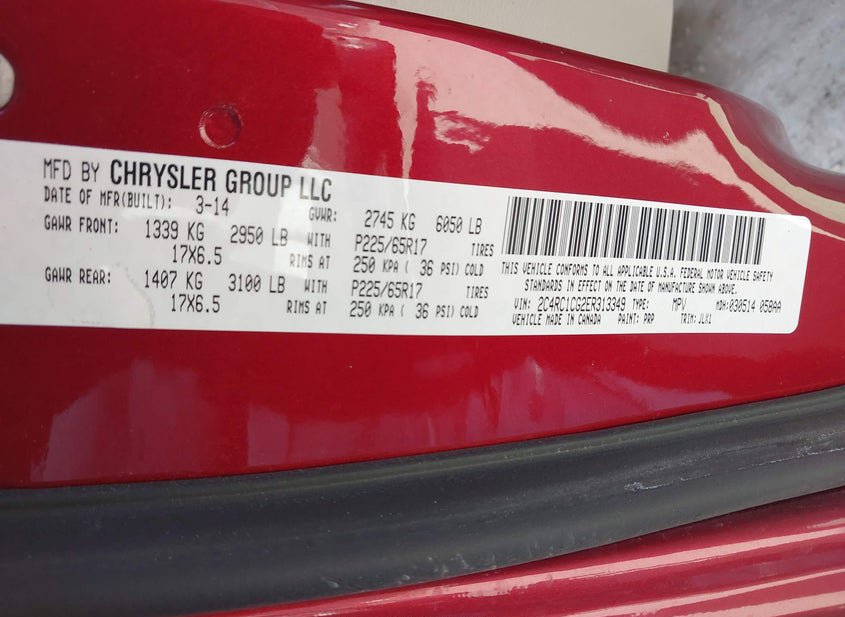 MFD BY CHRYSLER GROUP LLC
DATE OF MFR(BUILT): 3-14 GVWR: 2745 KG 6050 LB
GAWR FRONT: 1339 KG 2950 LB WITH P225/65R17 TIRES
17X6.5 RIMS AT 250 KPA ( 36 PSI) COLD
GAWR REAR: 1407 KG 3100 LB WITH P225/65R17 TIRES
17X6.5 RIMS AT 250 KPA ( 36 PSI) COLD
THIS VEHICLE CONFORMS TO ALL APPLICABLE U.S.A. FEDERAL MOTOR VEHICLE SAFETY
STANDARDS IN EFFECT ON THE DATE OF MANUFACTURE SHOWN ABOVE.
VIN: 2C4RC1CG2ER313349 TYPE: MPV MDH:030514 058AA
VEHICLE MADE IN CANADA PAINT: PRP TRIM: JLX1